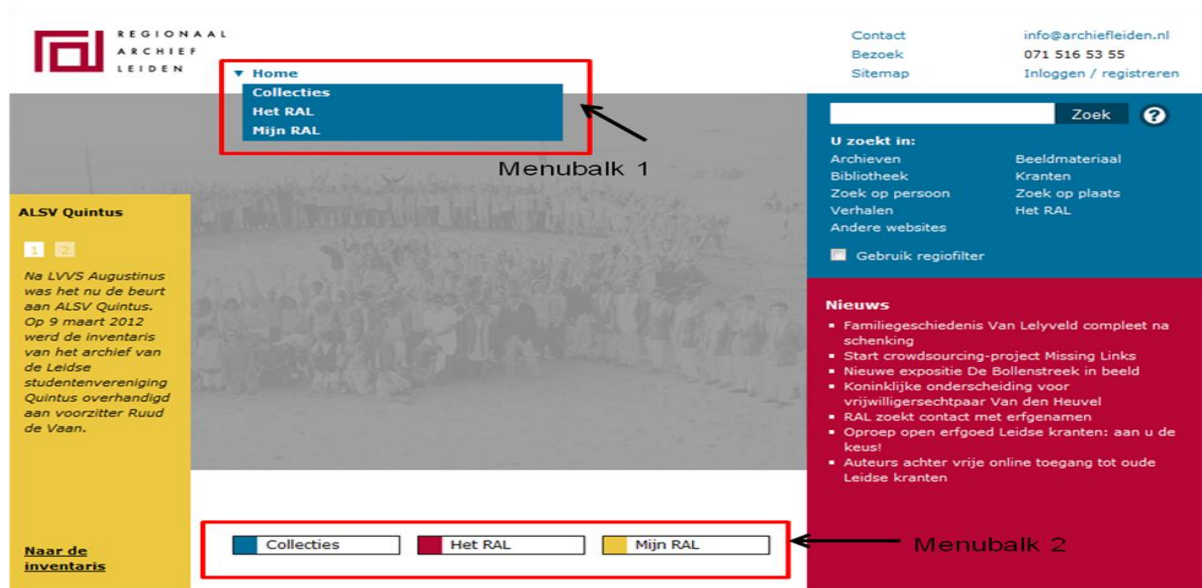 REGIONAAL
ARCHIEF
LEIDEN
▼ Home
Collecties
Het RAL
Mijn RAL
Menubalk 1
Contact
Bezoek
Sitemap
info@archiefleiden.nl
071 516 53 55
Inloggen / registreren
Zoek ?
U zoekt in:
Archieven Beeldmateriaal
Bibliotheek Kranten
Zoek op persoon Zoek op plaats
Verhalen Het RAL
Andere websites
Gebruik regiofilter
ALSV Quintus
1 2
Na LVVS Augustinus
was het nu de beurt
aan ALSV Quintus.
Op 9 maart 2012
werd de inventaris
van het archief van
de Leidse
studentenvereniging
Quintus overhandigd
aan voorzitter Ruud
de Vaan.
Naar de
inventaris
Nieuws
▪ Familiegeschiedenis Van Lelyveld compleet na
schenking
▪ Start crowdsourcing-project Missing Links
▪ Nieuwe expositie De Bollenstreek in beeld
▪ Koninklijke onderscheiding voor
vrijwilligersechtpaar Van den Heuvel
▪ RAL zoekt contact met erfgenamen
▪ Oproep open erfgoed Leidse kranten: aan u de
keus!
▪ Auteurs achter vrije online toegang tot oude
Leidse kranten
Collecties Het RAL Mijn RAL
Menubalk 2